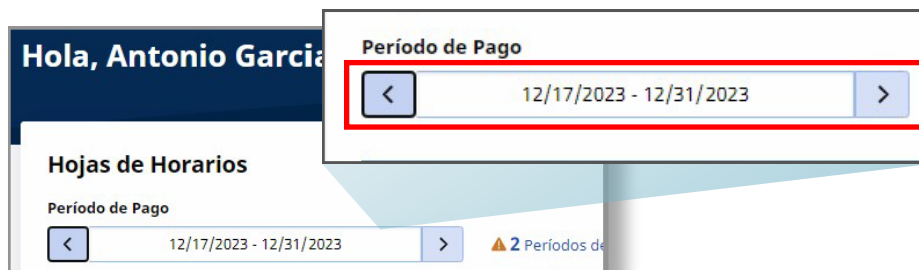 Hola, Antonio Garcia
Período de Pago
12/17/2023 - 12/31/2023
Hojas de Horarios
Período de Pago
12/17/2023 - 12/31/2023
2 Períodos de